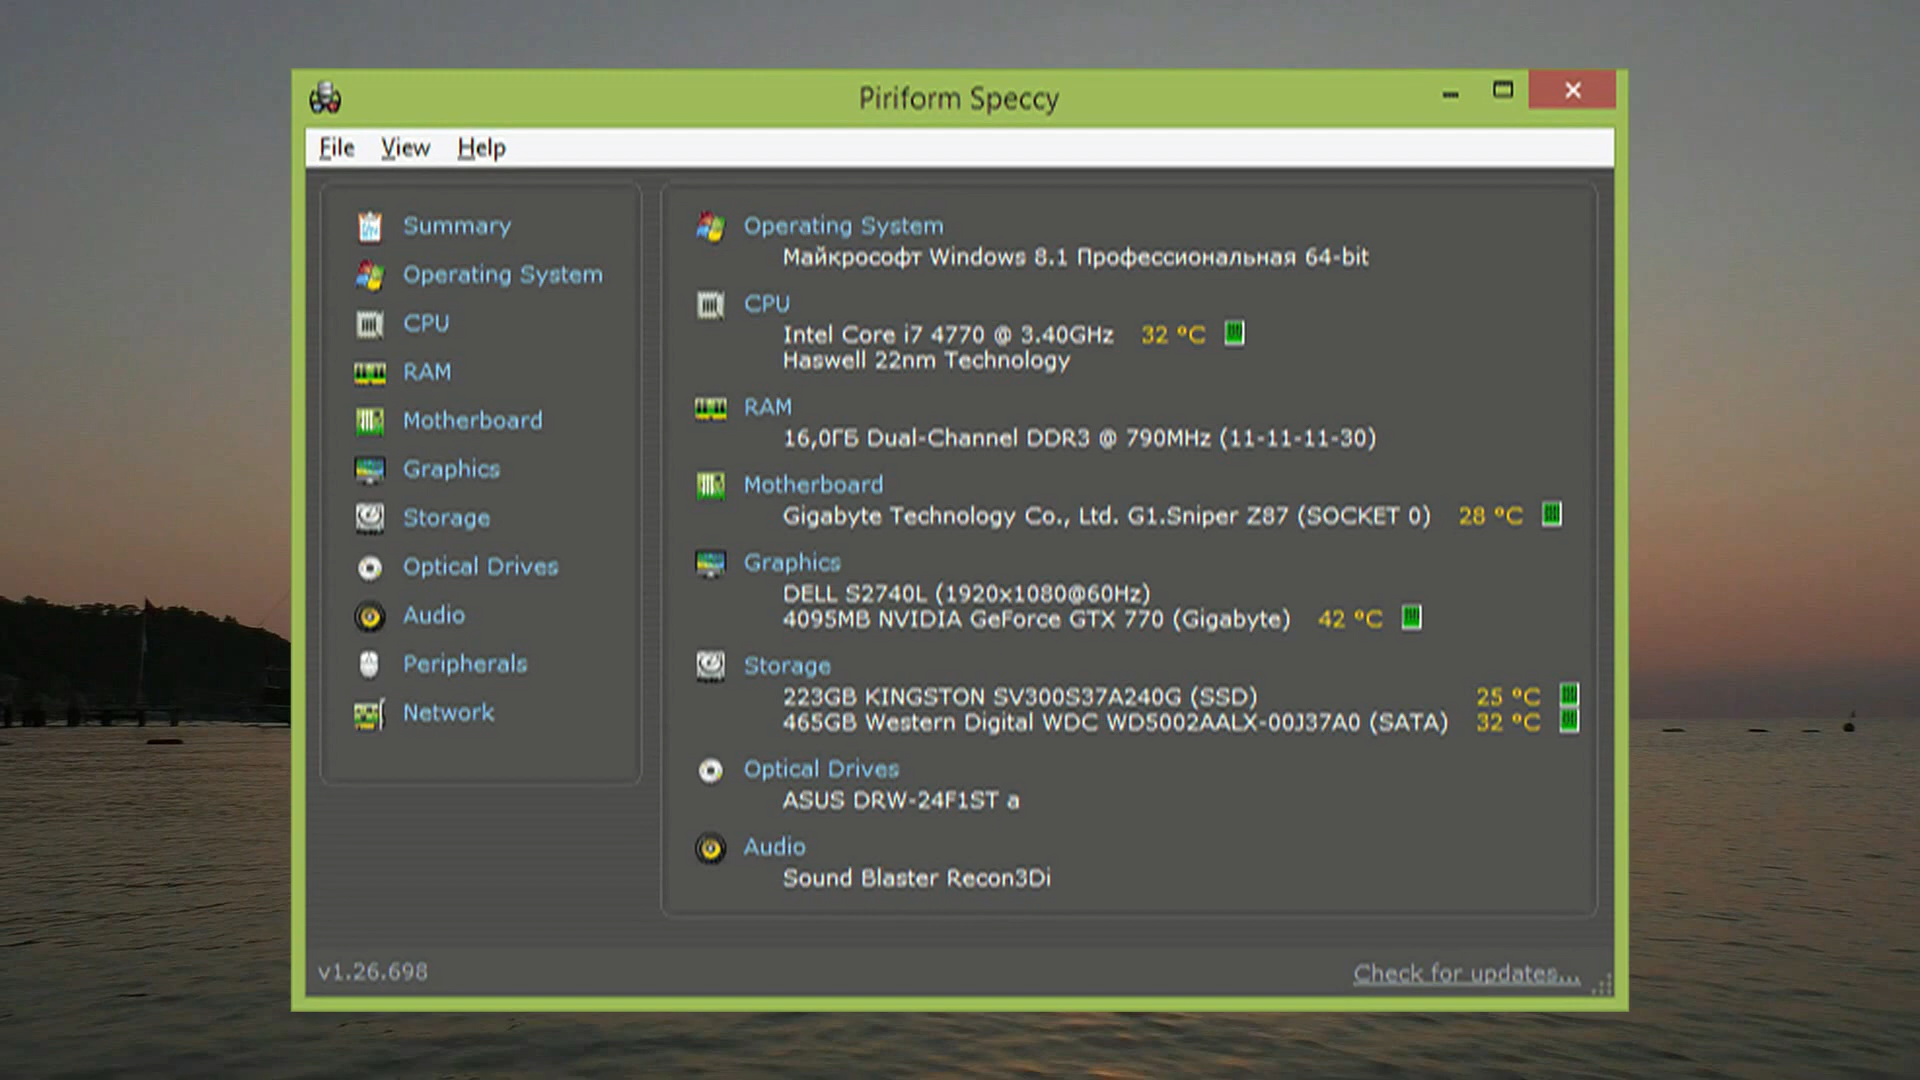 Piriform Speccy
File View Help
Summary
Operating System
CPU
RAM
Motherboard
Graphics
Storage
Optical Drives
Audio
Peripherals
Network
Operating System
Майкрософт Windows 8.1 Профессиональная 64-bit
CPU
Intel Core i7 4770 @ 3.40GHz 32 °C
Haswell 22nm Technology
RAM
16,0ГБ Dual-Channel DDR3 @ 790MHz (11-11-11-30)
Motherboard
Gigabyte Technology Co., Ltd. G1.Sniper Z87 (SOCKET 0) 28 °C
Graphics
DELL S2740L (1920x1080@60Hz)
4095MB NVIDIA GeForce GTX 770 (Gigabyte) 42 °C
Storage
223GB KINGSTON SV300S37A240G (SSD) 25 °C
465GB Western Digital WDC WD5002AALX-00J37A0 (SATA) 32 °C
Optical Drives
ASUS DRW-24F1ST a
Audio
Sound Blaster Recon3Di
v1.26.698
Check for updates...